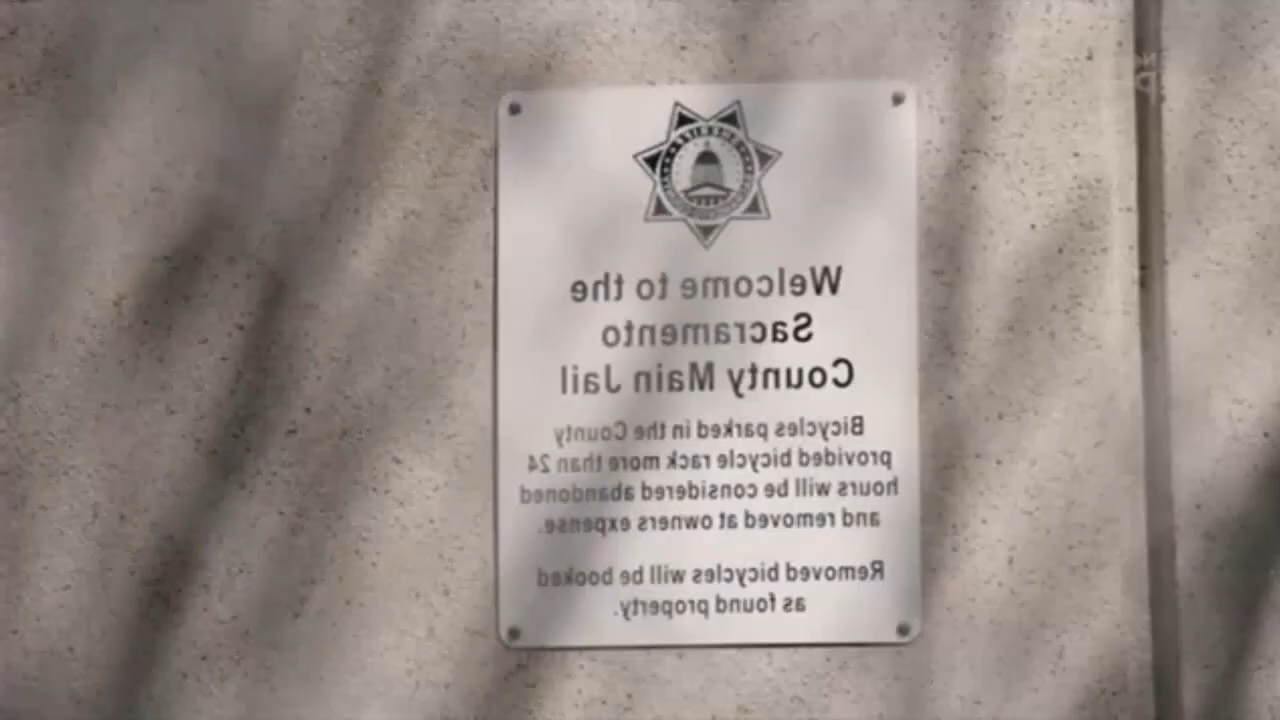 SHERIFF
Welcome to the
Sacramento
County Main Jail
Bicycles parked in the County
provided bicycle rack more than 24
hours will be considered abandoned
and removed at owners expense.
Removed bicycles will be booked
as found property.